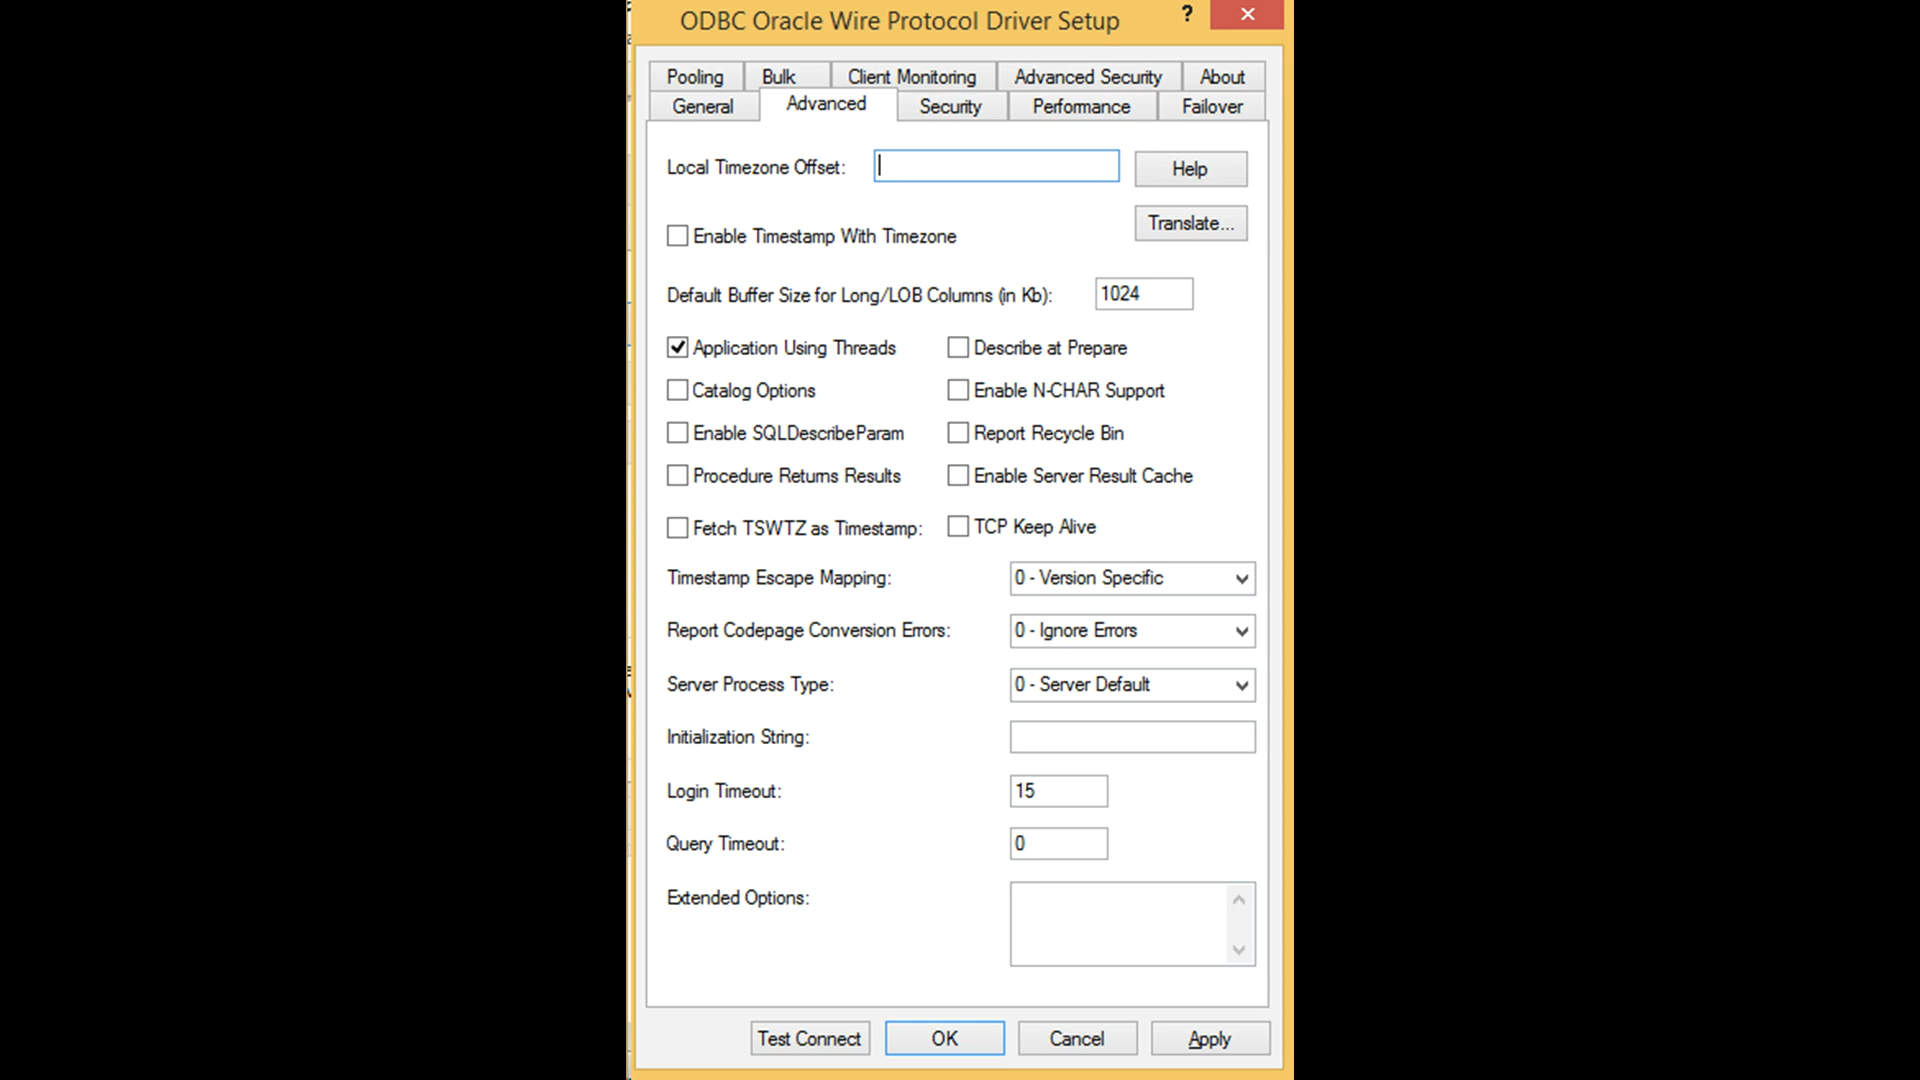 ODBC Oracle Wire Protocol Driver Setup
?
Pooling Bulk Client Monitoring Advanced Security About
General Advanced Security Performance Failover
Local Timezone Offset: Help
Translate...
Enable Timestamp With Timezone
Default Buffer Size for Long/LOB Columns (in Kb): 1024
Application Using Threads Describe at Prepare
Catalog Options Enable N-CHAR Support
Enable SQLDescribeParam Report Recycle Bin
Procedure Returns Results Enable Server Result Cache
Fetch TSWTZ as Timestamp: TCP Keep Alive
Timestamp Escape Mapping: 0 - Version Specific
Report Codepage Conversion Errors: 0 - Ignore Errors
Server Process Type: 0 - Server Default
Initialization String:
Login Timeout: 15
Query Timeout: 0
Extended Options:
Test Connect OK Cancel Apply